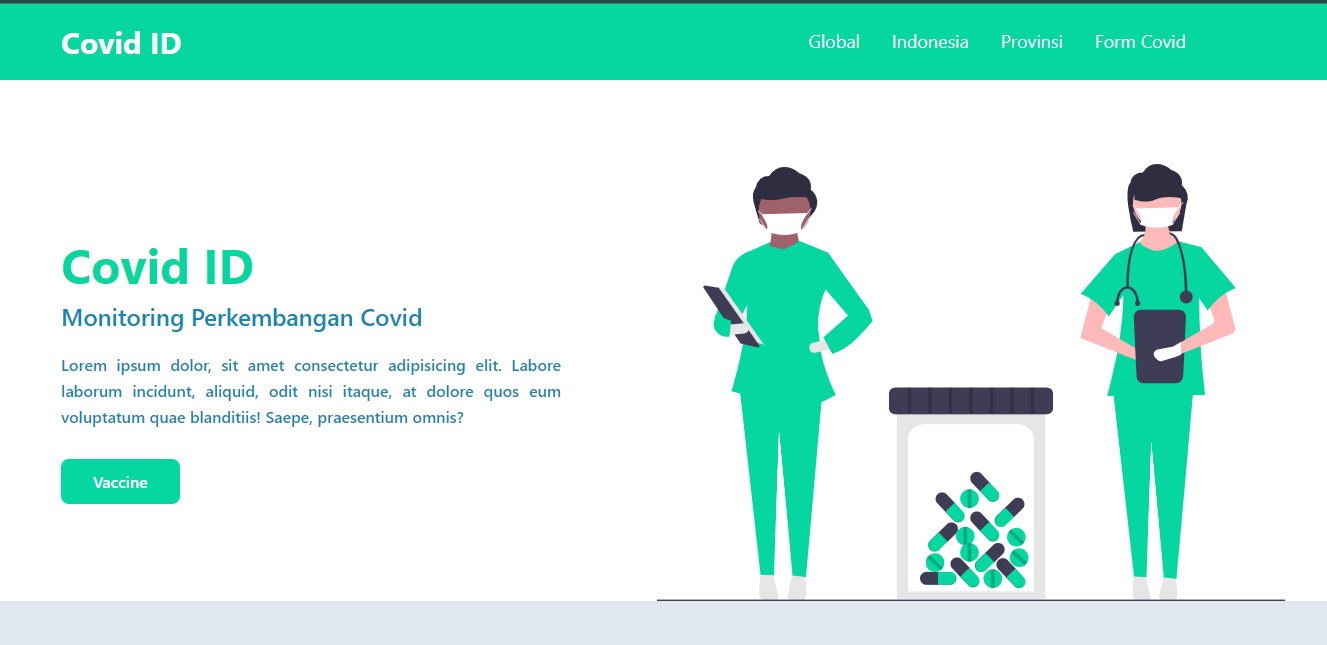 Covid ID
Global Indonesia Provinsi Form Covid
Covid ID
Monitoring Perkembangan Covid
Lorem ipsum dolor, sit amet consectetur adipisicing elit. Labore
laborum incidunt, aliquid, odit nisi itaque, at dolore quos eum
voluptatum quae blanditiis! Saepe, praesentium omnis?
Vaccine